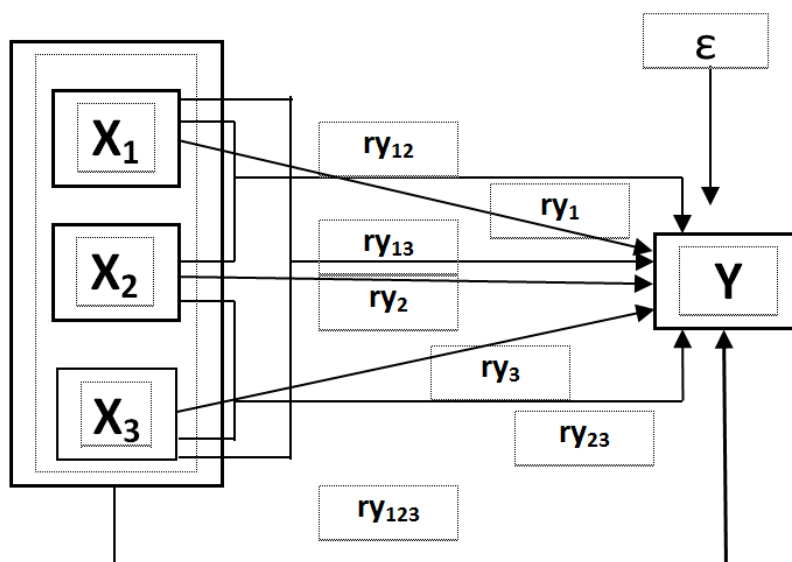 ε
X₁
ry₁₂
ry₁
ry₁₃
X₂
Y
ry₂
ry₃
X₃
ry₂₃
ry₁₂₃